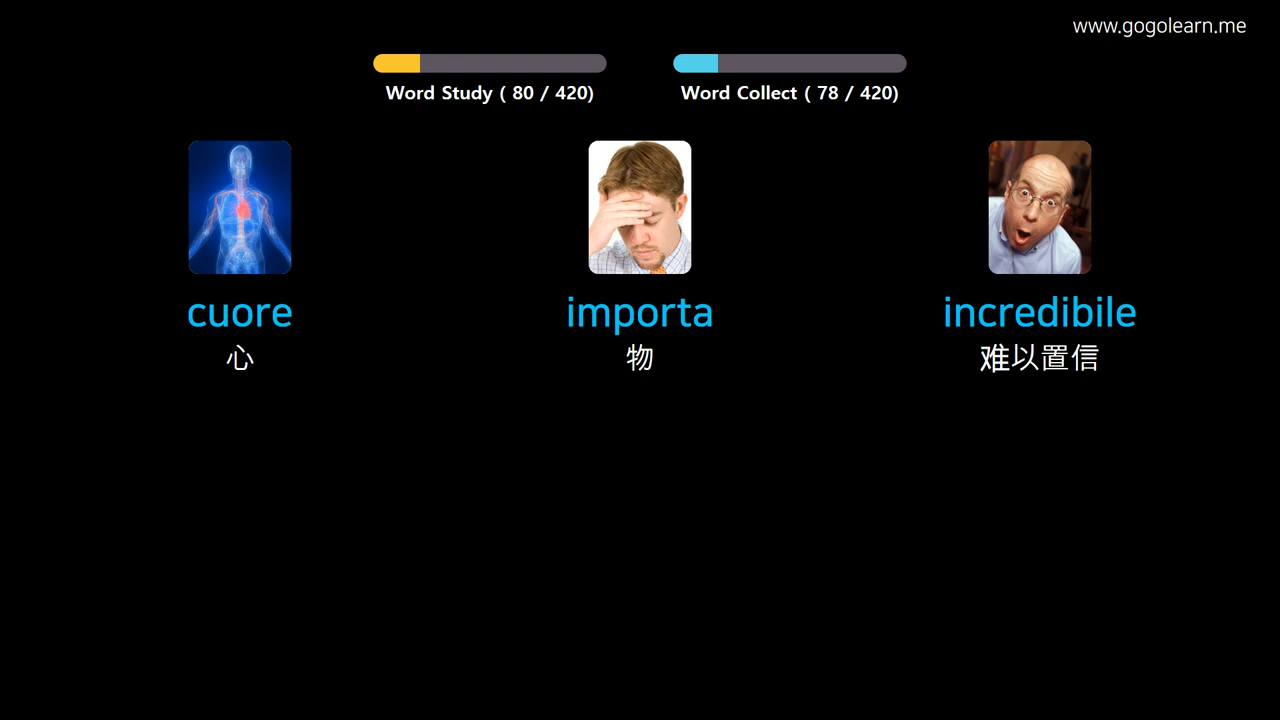 www.gogolearn.me
Word Study ( 80 / 420)
Word Collect ( 78 / 420)
cuore
importa
incredibile
心
物
难以置信